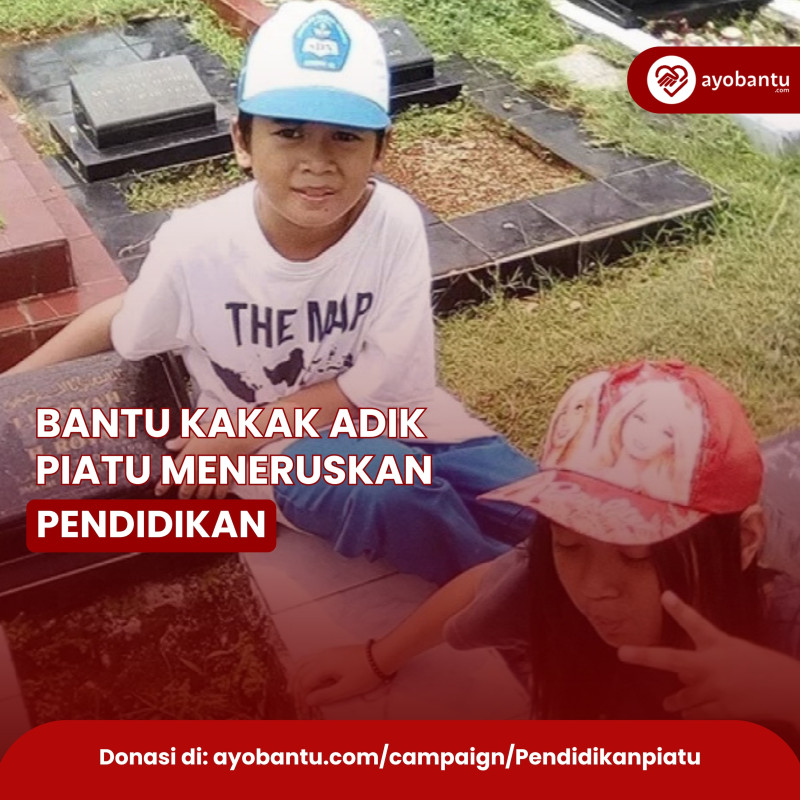 ayobantu
.com
THE MAP
BANTU KAKAK ADIK
PIATU MENERUSKAN
PENDIDIKAN
Donasi di: ayobantu.com/campaign/Pendidikanpiatu